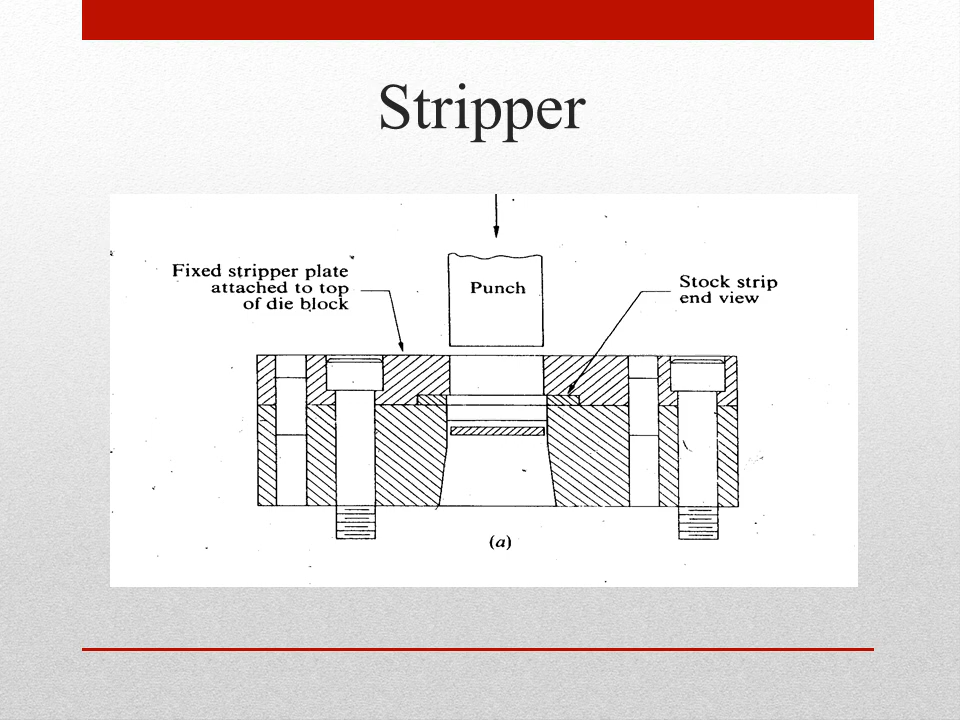 Stripper
Fixed stripper plate
attached to top
of die block
Punch
Stock strip
end view
(a)